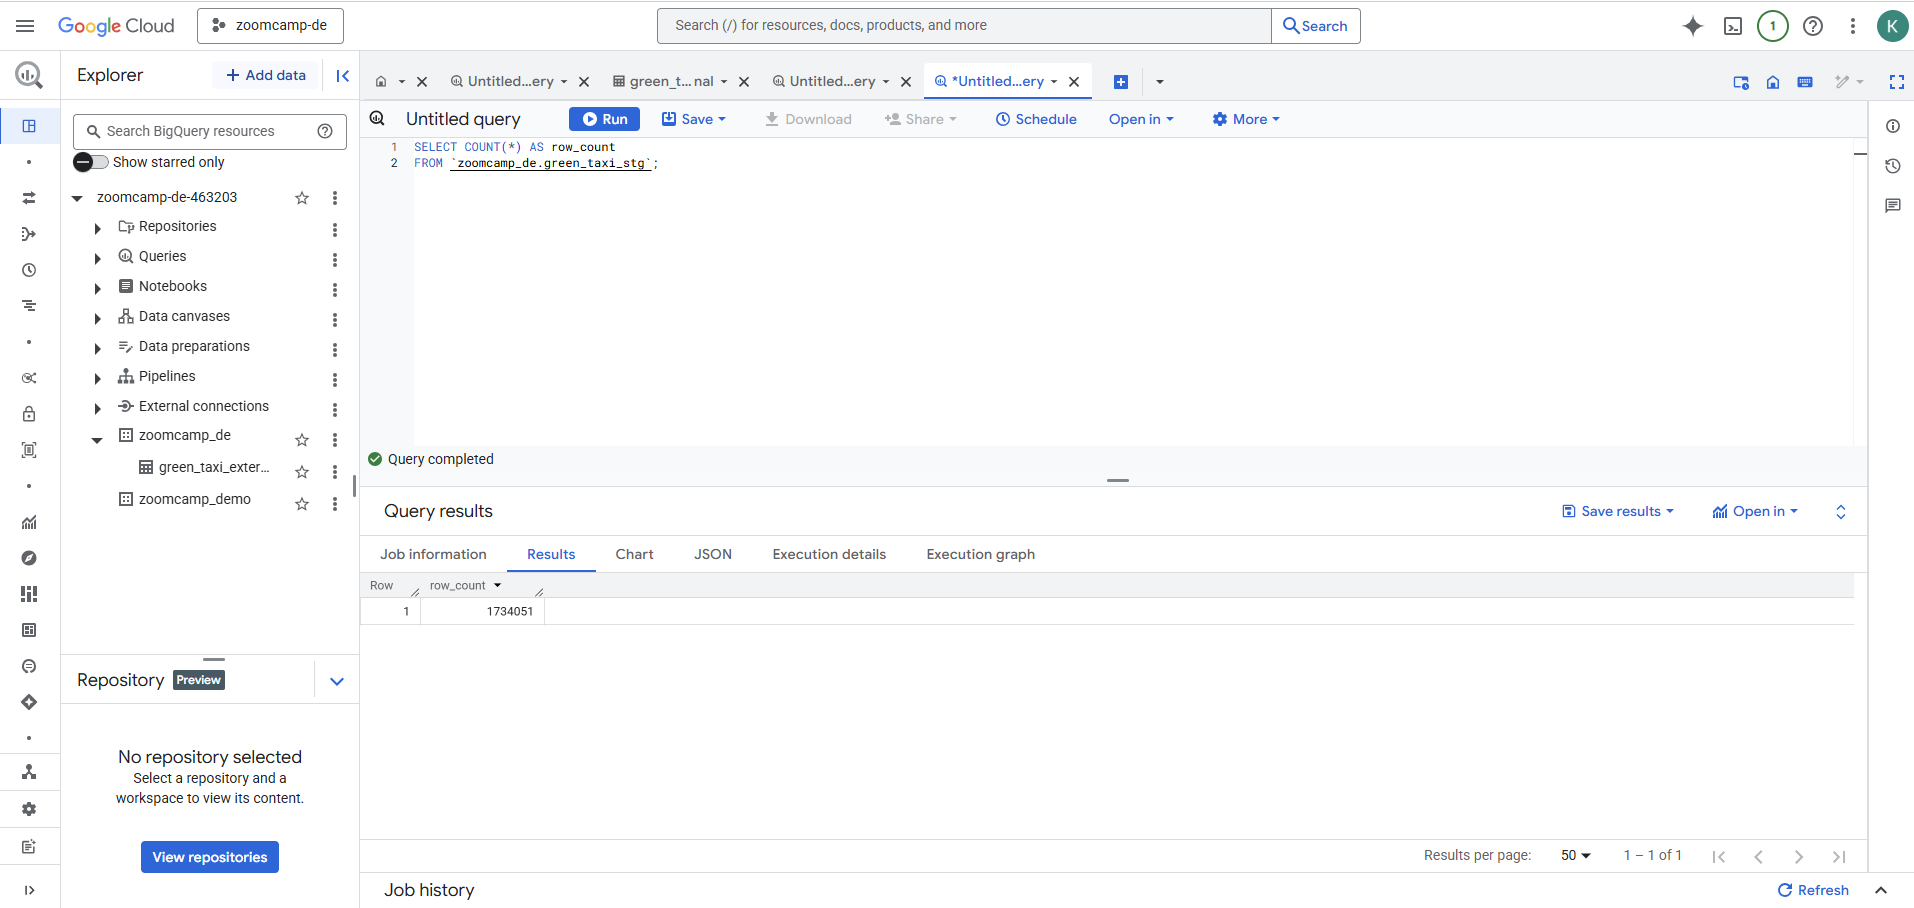 Google Cloud
zoomcamp-de
Search (/) for resources, docs, products, and more
Search
1
K
Explorer
+ Add data
Untitled...ery
green_t... nal
Untitled...ery
*Untitled...ery
Search BigQuery resources
Show starred only
zoomcamp-de-463203
Repositories
Queries
Notebooks
Data canvases
Data preparations
Pipelines
External connections
zoomcamp_de
green_taxi_exter...
zoomcamp_demo
Repository Preview
No repository selected
Select a repository and a
workspace to view its content.
View repositories
Untitled query
Run
Save
Download
Share
Schedule
Open in
More
1 SELECT COUNT(*) AS row_count
2 FROM `zoomcamp_de.green_taxi_stg`;
Query completed
Query results
Save results
Open in
Job information
Results
Chart
JSON
Execution details
Execution graph
Row row_count
1 1734051
Results per page: 50 1 – 1 of 1
Job history
Refresh